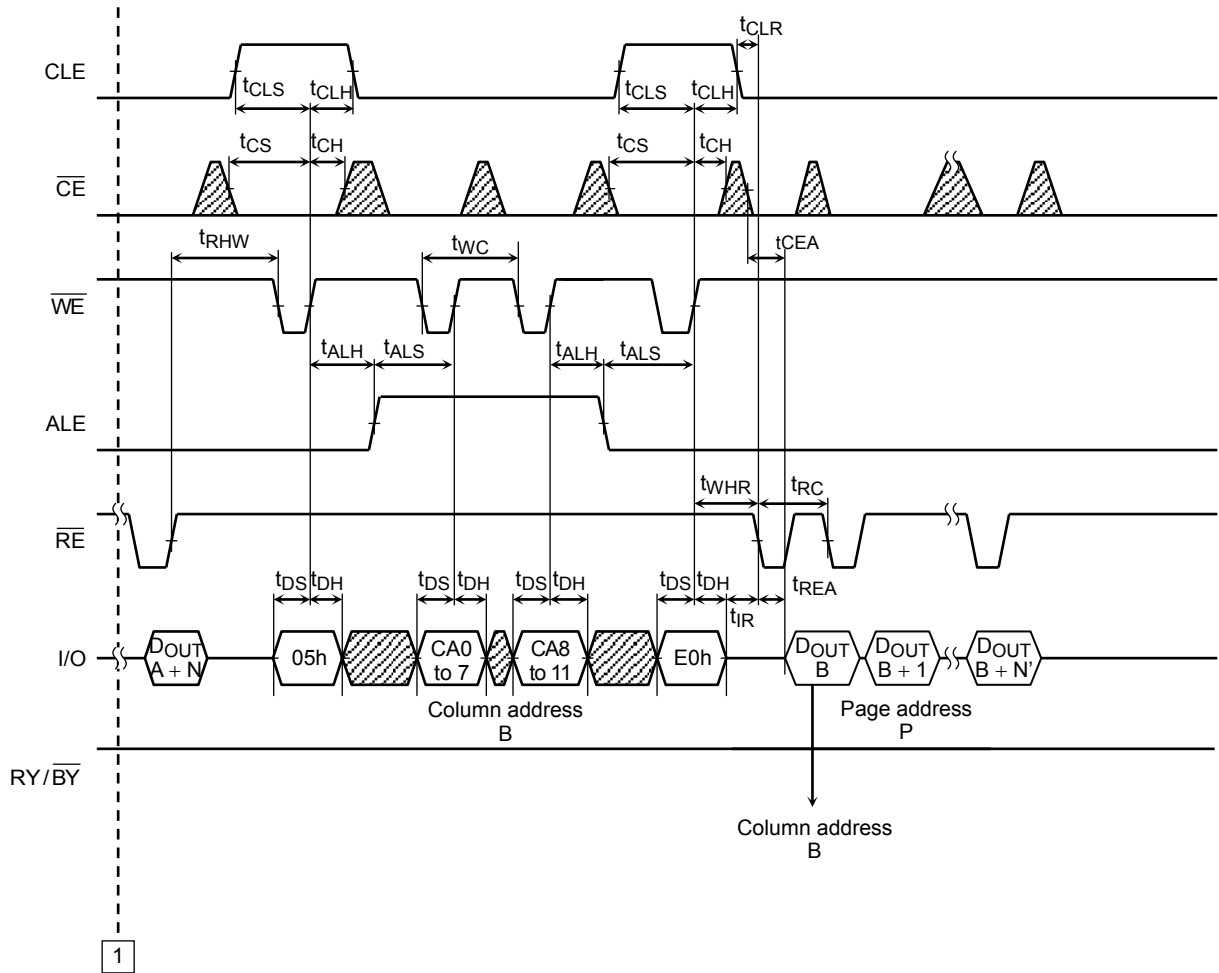 tCLR
CLE
tCLS tCLH tCLS tCLH
tCS tCH tCS tCH
CE
tRHW tWC tCEA
WE
tALH tALS tALH tALS
ALE
tWHR tRC
RE
tDS tDH tDS tDH tDS tDH tDS tDH tREA
tIR
I/O
DOUT A + N
05h
CA0 to 7
CA8 to 11
E0h
DOUT B
DOUT B + 1
DOUT B + N’
Column address
B
Page address
P
RY/BY
Column address
B
1